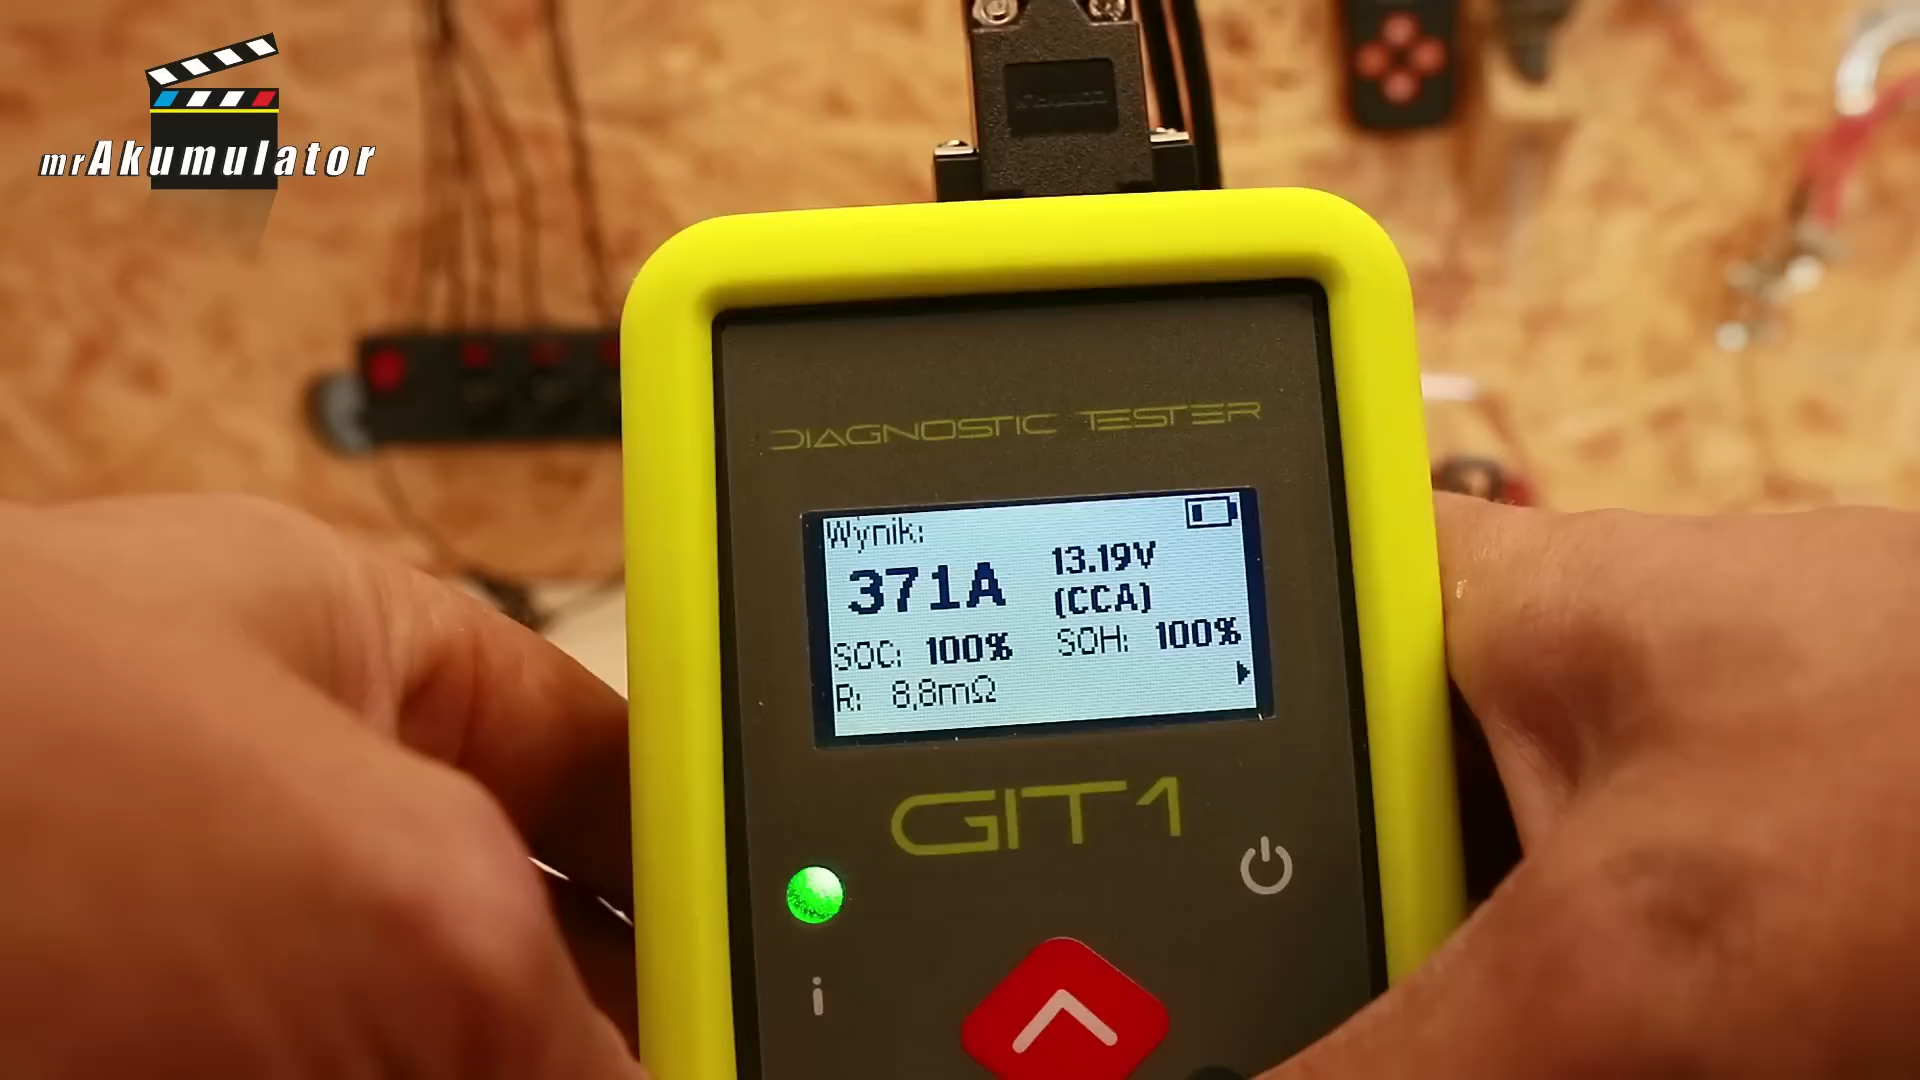 mrAkumulator
DIAGNOSTIC TESTER
Wynik:
371A
13.19V
(CCA)
SOC: 100%
SOH: 100%
R: 8,8mΩ
GIT1
i